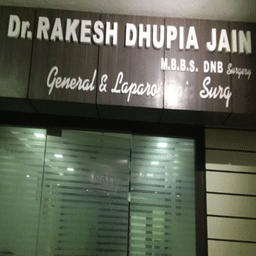 Dr. RAKESH DHUPIA JAIN
M.B.B.S. DNB Surgery
General & Surg